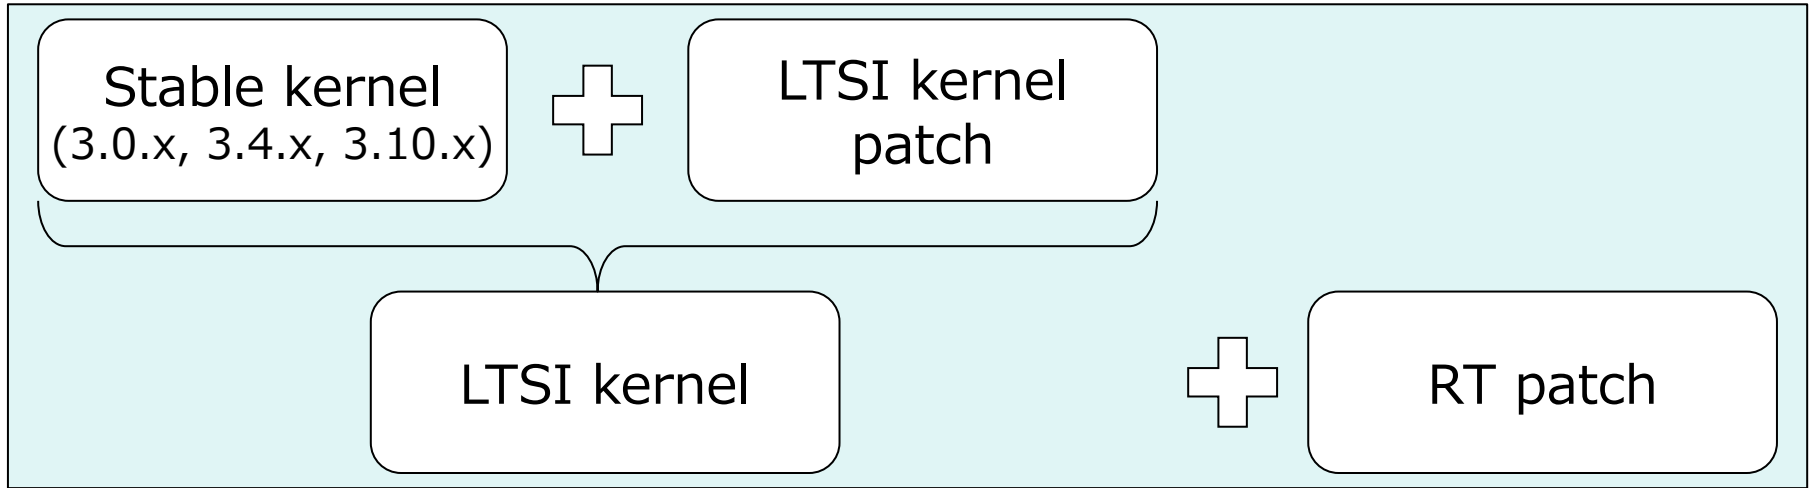 Stable kernel
(3.0.x, 3.4.x, 3.10.x)
LTSI kernel
patch
LTSI kernel
RT patch